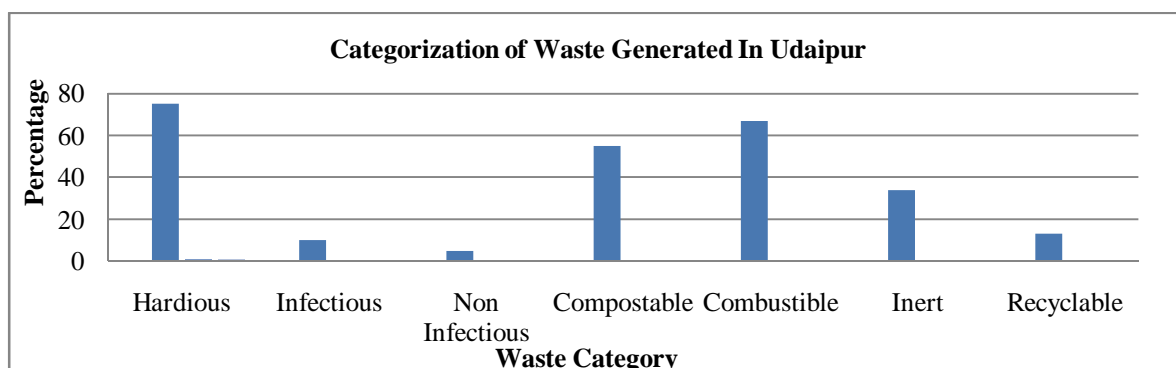 Categorization of Waste Generated In Udaipur
Percentage
80
60
40
20
0
Hardious
Infectious
Non
Infectious
Compostable
Combustible
Inert
Recyclable
Waste Category